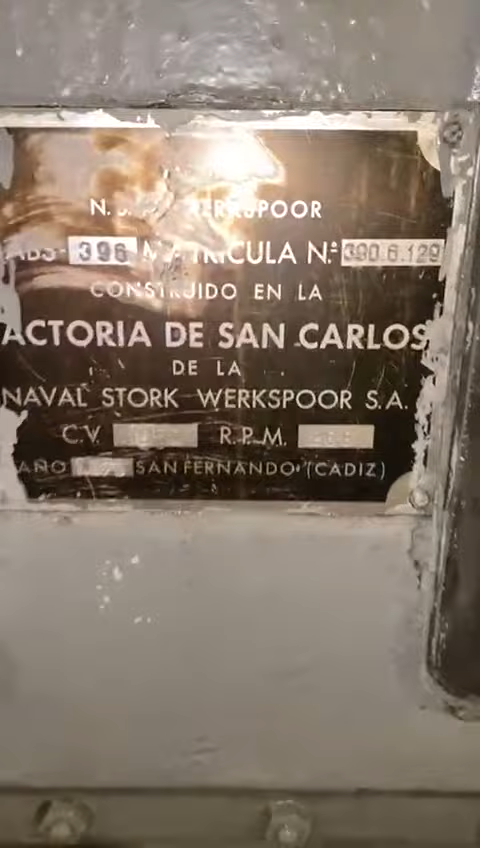 WERKSPOOR
396 MATRICULA N.º 390.6.129
CONSTRUIDO EN LA
ACTORIA DE SAN CARLOS
DE LA
NAVAL STORK WERKSPOOR S.A.
C.V. R.P.M.
AÑO SAN FERNANDO (CADIZ)